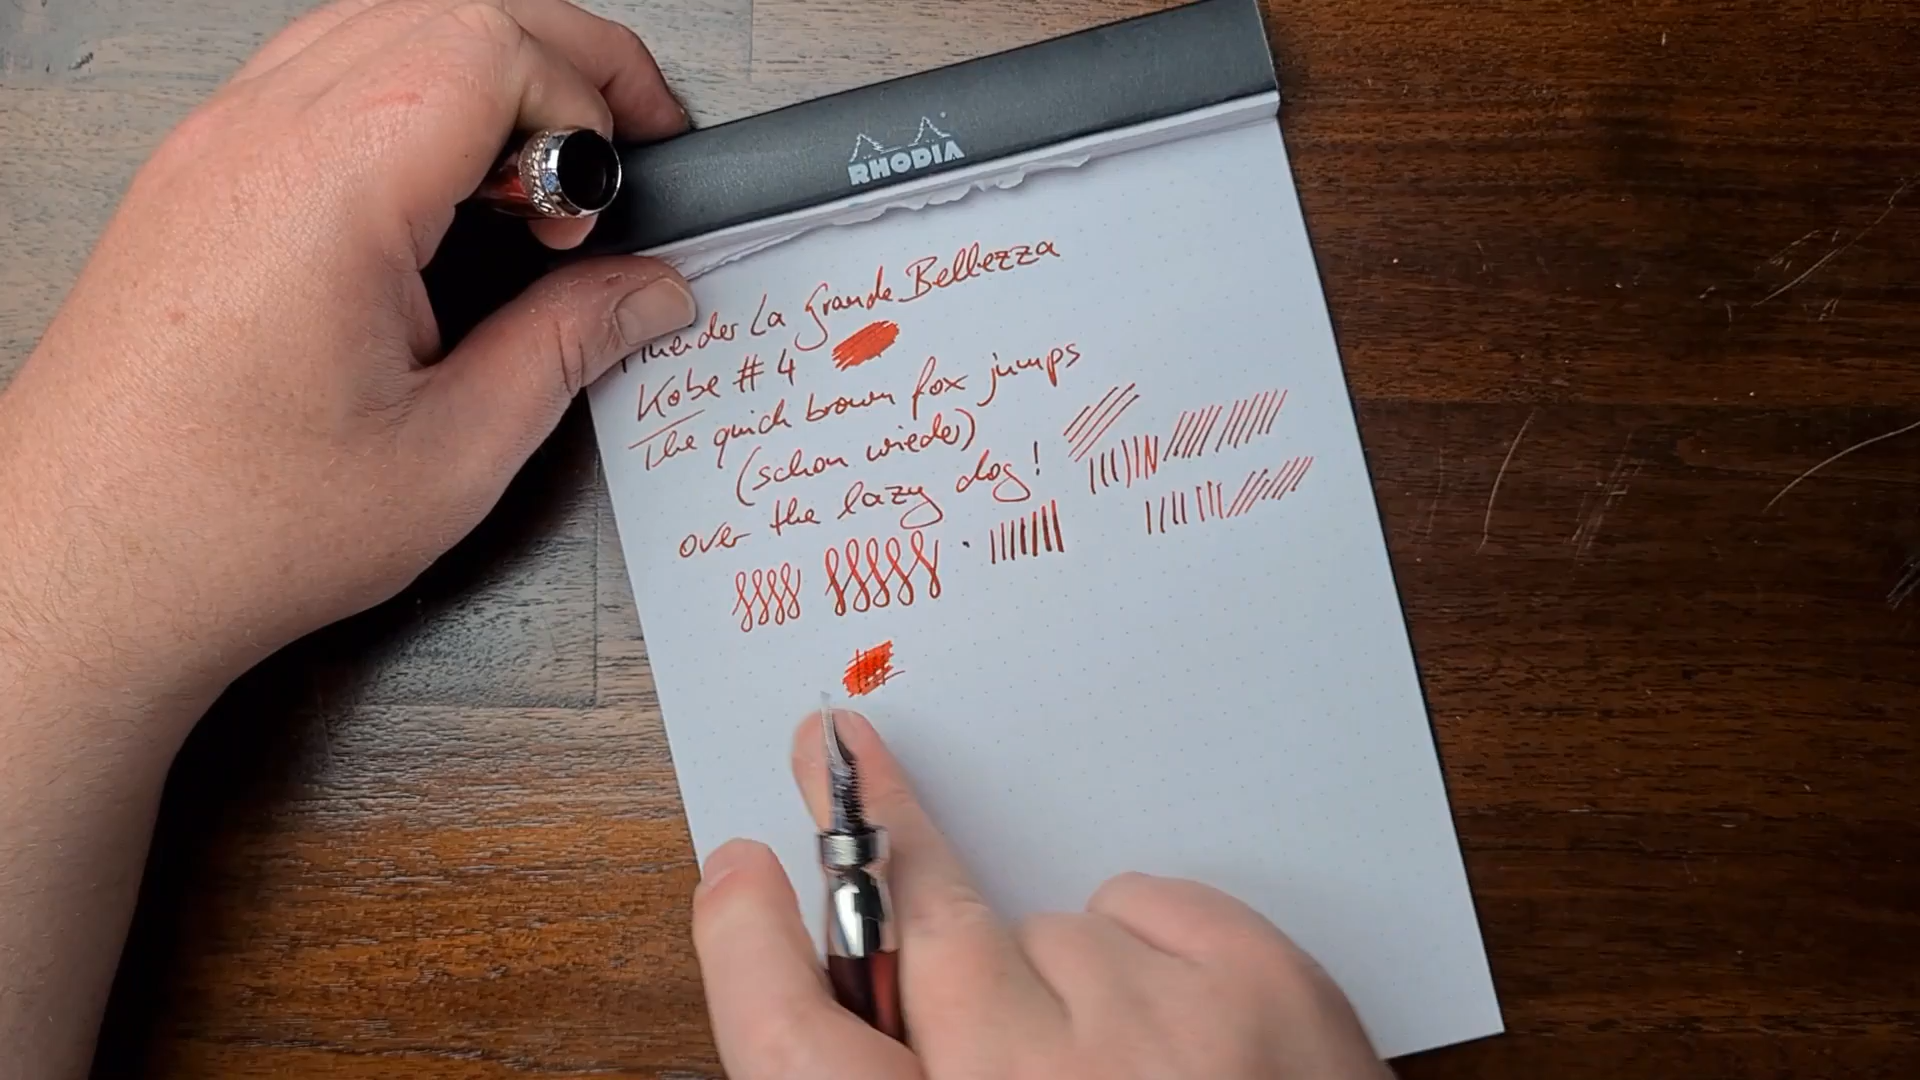 RHODIA
La Grande Bellezza
Kobe # 4
The quick brown fox jumps
(schon wieder)
over the lazy dog!